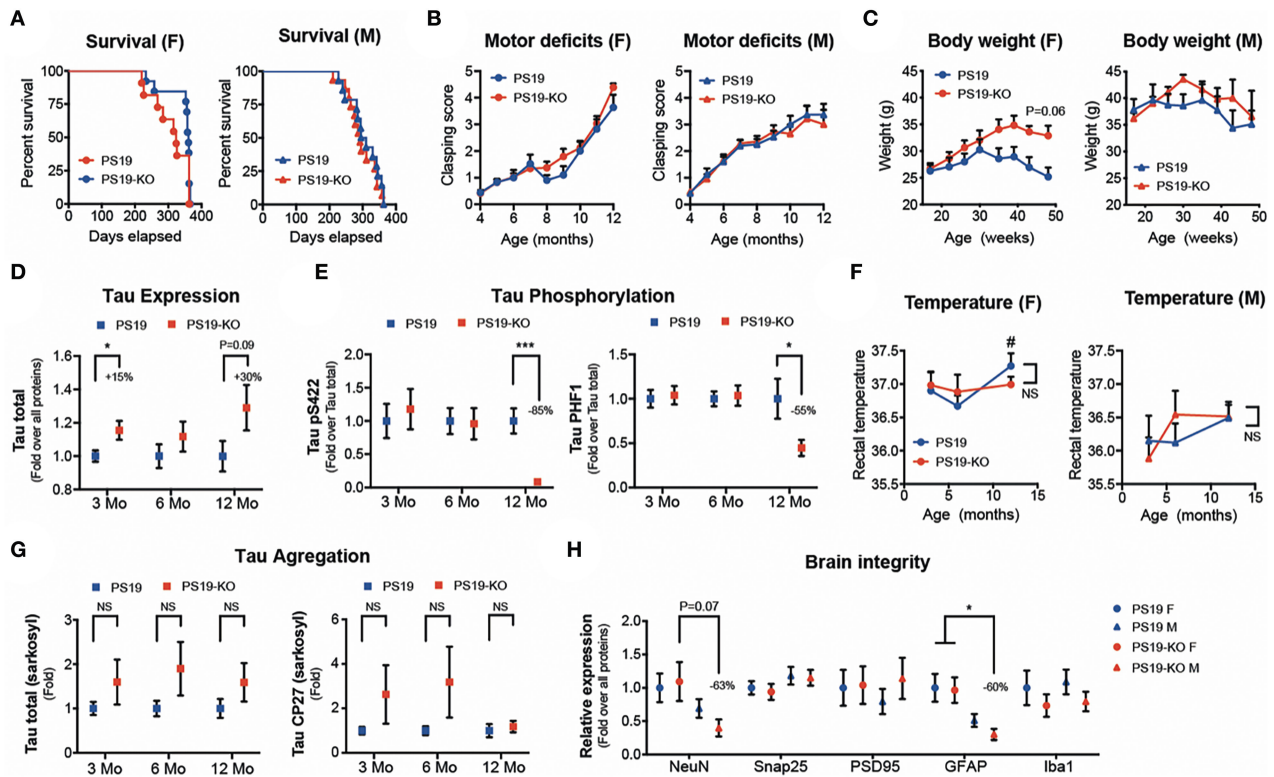 A
Survival (F)
Percent survival
100
75
50
25
0
PS19
PS19-KO
0 100 200 300 400
Days elapsed
Survival (M)
Percent survival
100
75
50
25
0
PS19
PS19-KO
0 100 200 300 400
Days elapsed
B
Motor deficits (F)
Clasping score
5
4
3
2
1
0
PS19
PS19-KO
4 6 8 10 12
Age (months)
Motor deficits (M)
Clasping score
5
4
3
2
1
0
PS19
PS19-KO
4 6 8 10 12
Age (months)
C
Body weight (F)
Weight (g)
45
40
35
30
25
20
PS19
PS19-KO
P=0.06
20 30 40 50
Age (weeks)
Body weight (M)
Weight (g)
45
40
35
30
25
20
PS19
PS19-KO
20 30 40 50
Age (weeks)
D
Tau Expression
PS19 PS19-KO
Tau total
(Fold over all proteins)
1.6
1.4
1.2
1.0
0.8
*
+15%
P=0.09
+30%
3 Mo 6 Mo 12 Mo
E
Tau Phosphorylation
PS19 PS19-KO
Tau pS422
(Fold over Tau total)
2.0
1.5
1.0
0.5
0.0
***
-85%
3 Mo 6 Mo 12 Mo
PS19 PS19-KO
Tau PHF1
(Fold over Tau total)
1.5
1.0
0.5
0.0
*
-55%
3 Mo 6 Mo 12 Mo
F
Temperature (F)
Rectal temperature
37.5
37.0
36.5
36.0
35.5
#
NS
PS19
PS19-KO
0 5 10 15
Age (months)
Temperature (M)
Rectal temperature
37.5
37.0
36.5
36.0
35.5
NS
0 5 10 15
Age (months)
G
Tau Agregation
PS19 PS19-KO
Tau total (sarkosyl)
(Fold)
3
2
1
0
NS NS NS
3 Mo 6 Mo 12 Mo
PS19 PS19-KO
Tau CP27 (sarkosyl)
(Fold)
6
4
2
0
NS NS NS
3 Mo 6 Mo 12 Mo
H
Brain integrity
Relative expression
(Fold over all proteins)
2.0
1.5
1.0
0.5
0.0
P=0.07
-63%
*
-60%
NeuN Snap25 PSD95 GFAP Iba1
PS19 F
PS19 M
PS19-KO F
PS19-KO M